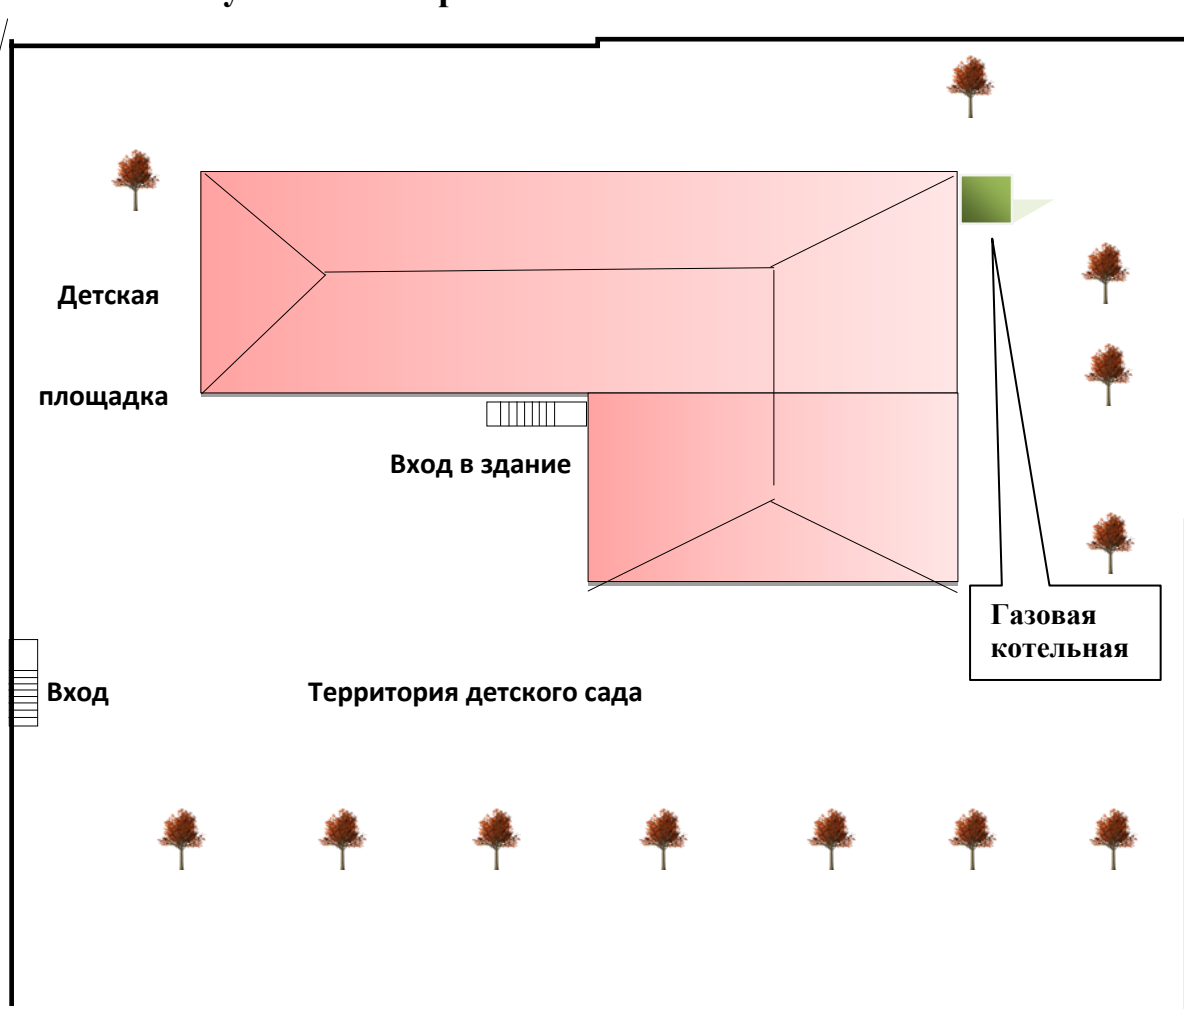 Детская
площадка
Вход в здание
Газовая
котельная
Вход
Территория детского сада